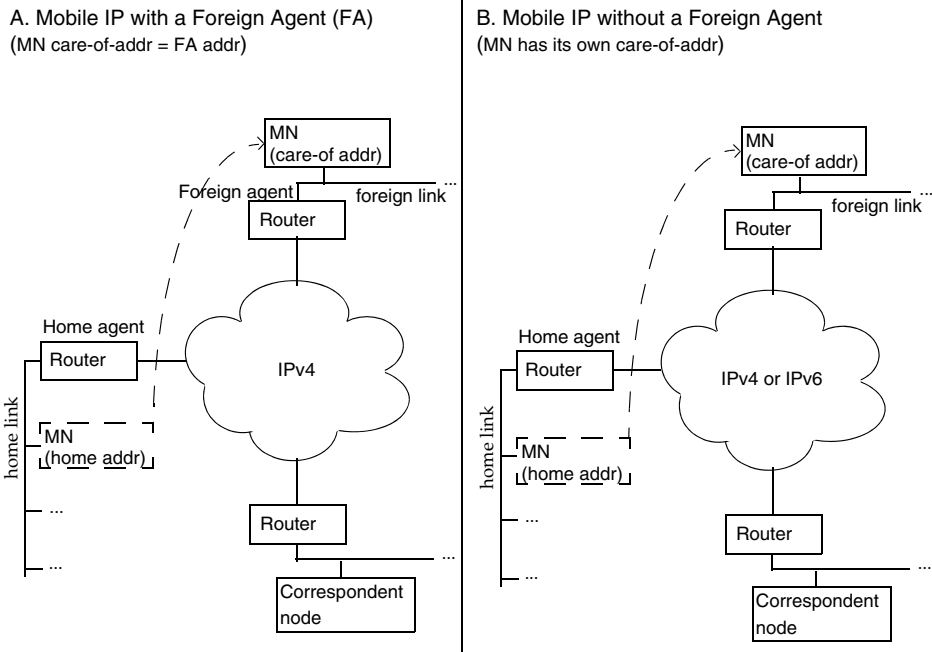 A. Mobile IP with a Foreign Agent (FA)
(MN care-of-addr = FA addr)
MN
(care-of addr)
...
Foreign agent
foreign link
Router
Home agent
Router
IPv4
home link
MN
(home addr)
...
...
Router
...
Correspondent
node
B. Mobile IP without a Foreign Agent
(MN has its own care-of-addr)
MN
(care-of addr)
...
foreign link
Router
Home agent
Router
IPv4 or IPv6
home link
MN
(home addr)
...
...
Router
...
Correspondent
node